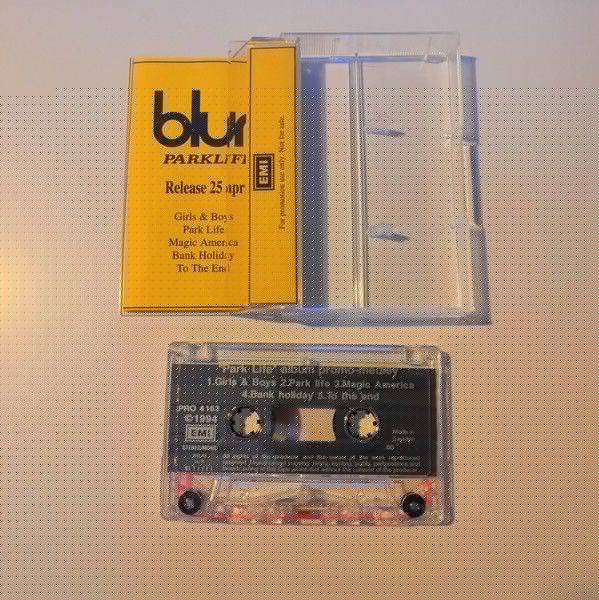 blur
PARKLIFE
Release 25 apr
Girls & Boys
Park Life
Magic America
Bank Holiday
To The End
EMI
For promotion use only. Not for sale.
"Park Life" album promo-medley
1.Girls & Boys 2.Park life 3.Magic America
4.Bank holiday 5.To the end
PRO 4163
©1994
EMI
STEREO/MONO
Made in
Sweden
All rights of the producer and the owner of the work reproduced
reserved. Unauthorized copying, hiring, lending, public performance and
broadcasting of this tape prohibited without the consent of the producer